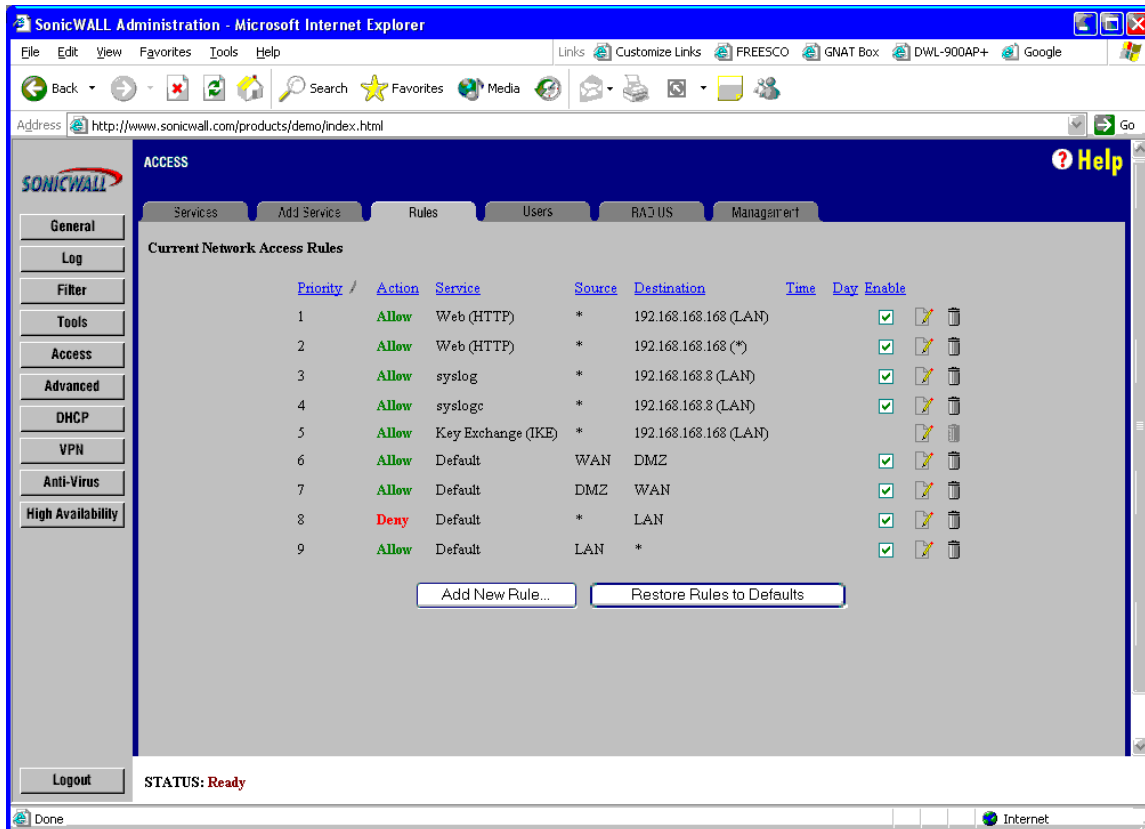 SonicWALL Administration - Microsoft Internet Explorer
File Edit View Favorites Tools Help Links Customize Links FREESCO GNAT Box DWL-900AP+ Google
Back Search Favorites Media
Address http://www.sonicwall.com/products/demo/index.html Go
SONICWALL
ACCESS
? Help
Services Add Service Rules Users RADIUS Management
General
Log
Filter
Tools
Access
Advanced
DHCP
VPN
Anti-Virus
High Availability
Current Network Access Rules
Priority Action Service Source Destination Time Day Enable
1 Allow Web (HTTP) * 192.168.168.168 (LAN)
2 Allow Web (HTTP) * 192.168.168.168 (*)
3 Allow syslog * 192.168.168.8 (LAN)
4 Allow syslogc * 192.168.168.8 (LAN)
5 Allow Key Exchange (IKE) * 192.168.168.168 (LAN)
6 Allow Default WAN DMZ
7 Allow Default DMZ WAN
8 Deny Default * LAN
9 Allow Default LAN *
Add New Rule... Restore Rules to Defaults
Logout
STATUS: Ready
Done Internet